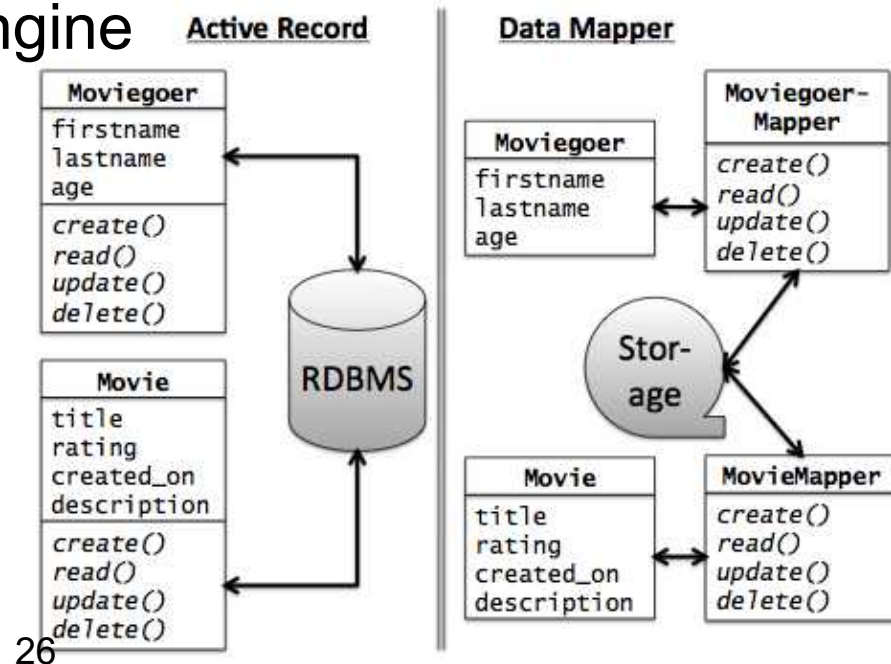 ngine
Active Record
Moviegoer
firstname
lastname
age
create()
read()
update()
delete()
Movie
title
rating
created_on
description
create()
read()
update()
delete()
RDBMS
Data Mapper
Moviegoer
firstname
lastname
age
Moviegoer-
Mapper
create()
read()
update()
delete()
Stor-
age
Movie
title
rating
created_on
description
MovieMapper
create()
read()
update()
delete()
26